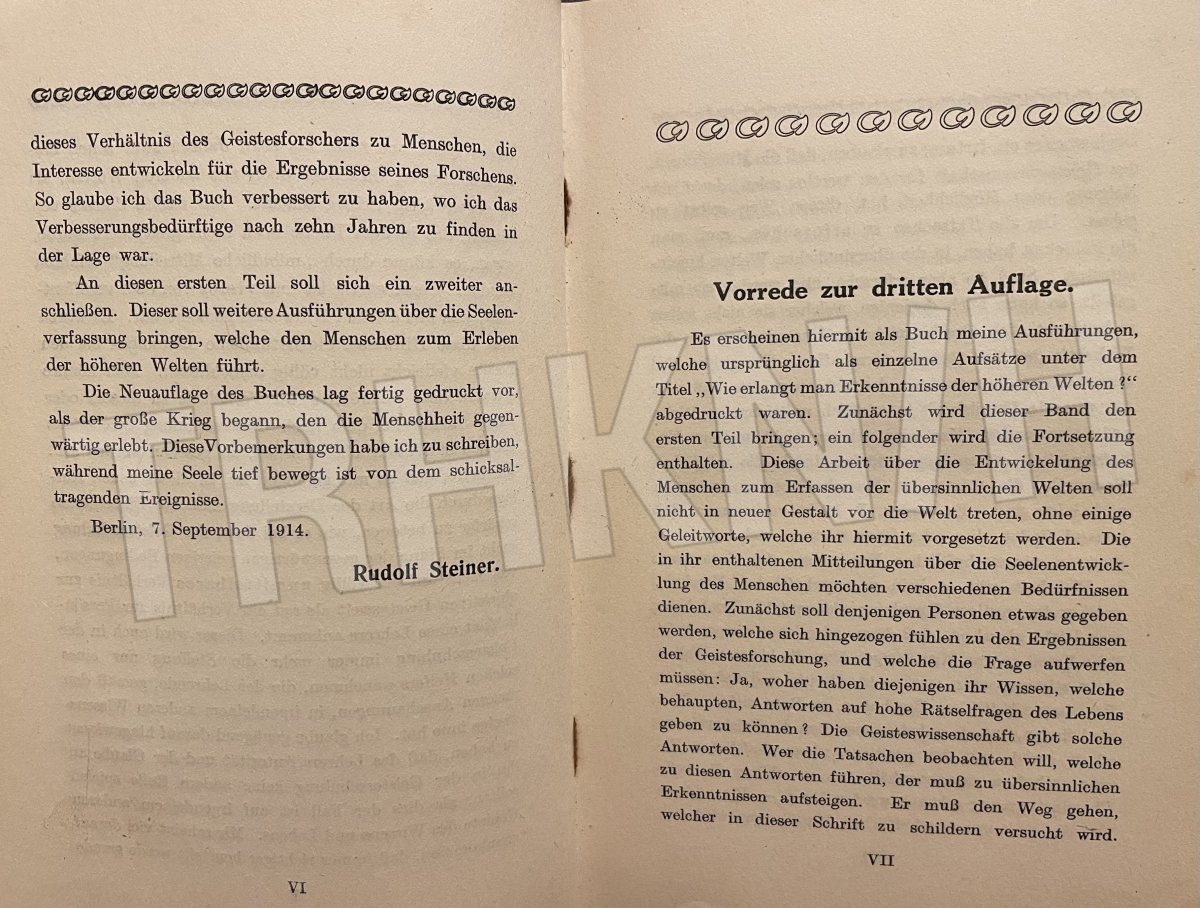 dieses Verhältnis des Geistesforschers zu Menschen, die
Interesse entwickeln für die Ergebnisse seines Forschens.
So glaube ich das Buch verbessert zu haben, wo ich das
Verbesserungsbedürftige nach zehn Jahren zu finden in
der Lage war.
An diesen ersten Teil soll sich ein zweiter an-
schließen. Dieser soll weitere Ausführungen über die Seelen-
verfassung bringen, welche den Menschen zum Erleben
der höheren Welten führt.
Die Neuauflage des Buches lag fertig gedruckt vor,
als der große Krieg begann, den die Menschheit gegen-
wärtig erlebt. Diese Vorbemerkungen habe ich zu schreiben,
während meine Seele tief bewegt ist von dem schicksal-
tragenden Ereignisse.
Berlin, 7. September 1914.
Rudolf Steiner.
VI
Vorrede zur dritten Auflage.
Es erscheinen hiermit als Buch meine Ausführungen,
welche ursprünglich als einzelne Aufsätze unter dem
Titel „Wie erlangt man Erkenntnisse der höheren Welten?“
abgedruckt waren. Zunächst wird dieser Band den
ersten Teil bringen; ein folgender wird die Fortsetzung
enthalten. Diese Arbeit über die Entwickelung des
Menschen zum Erfassen der übersinnlichen Welten soll
nicht in neuer Gestalt vor die Welt treten, ohne einige
Geleitworte, welche ihr hiermit vorgesetzt werden. Die
in ihr enthaltenen Mitteilungen über die Seelenentwick-
lung des Menschen möchten verschiedenen Bedürfnissen
dienen. Zunächst soll denjenigen Personen etwas gegeben
werden, welche sich hingezogen fühlen zu den Ergebnissen
der Geistesforschung, und welche die Frage aufwerfen
müssen: Ja, woher haben diejenigen ihr Wissen, welche
behaupten, Antworten auf hohe Rätselfragen des Lebens
geben zu können? Die Geisteswissenschaft gibt solche
Antworten. Wer die Tatsachen beobachten will, welche
zu diesen Antworten führen, der muß zu übersinnlichen
Erkenntnissen aufsteigen. Er muß den Weg gehen,
welcher in dieser Schrift zu schildern versucht wird.
VII
TRHKNVH